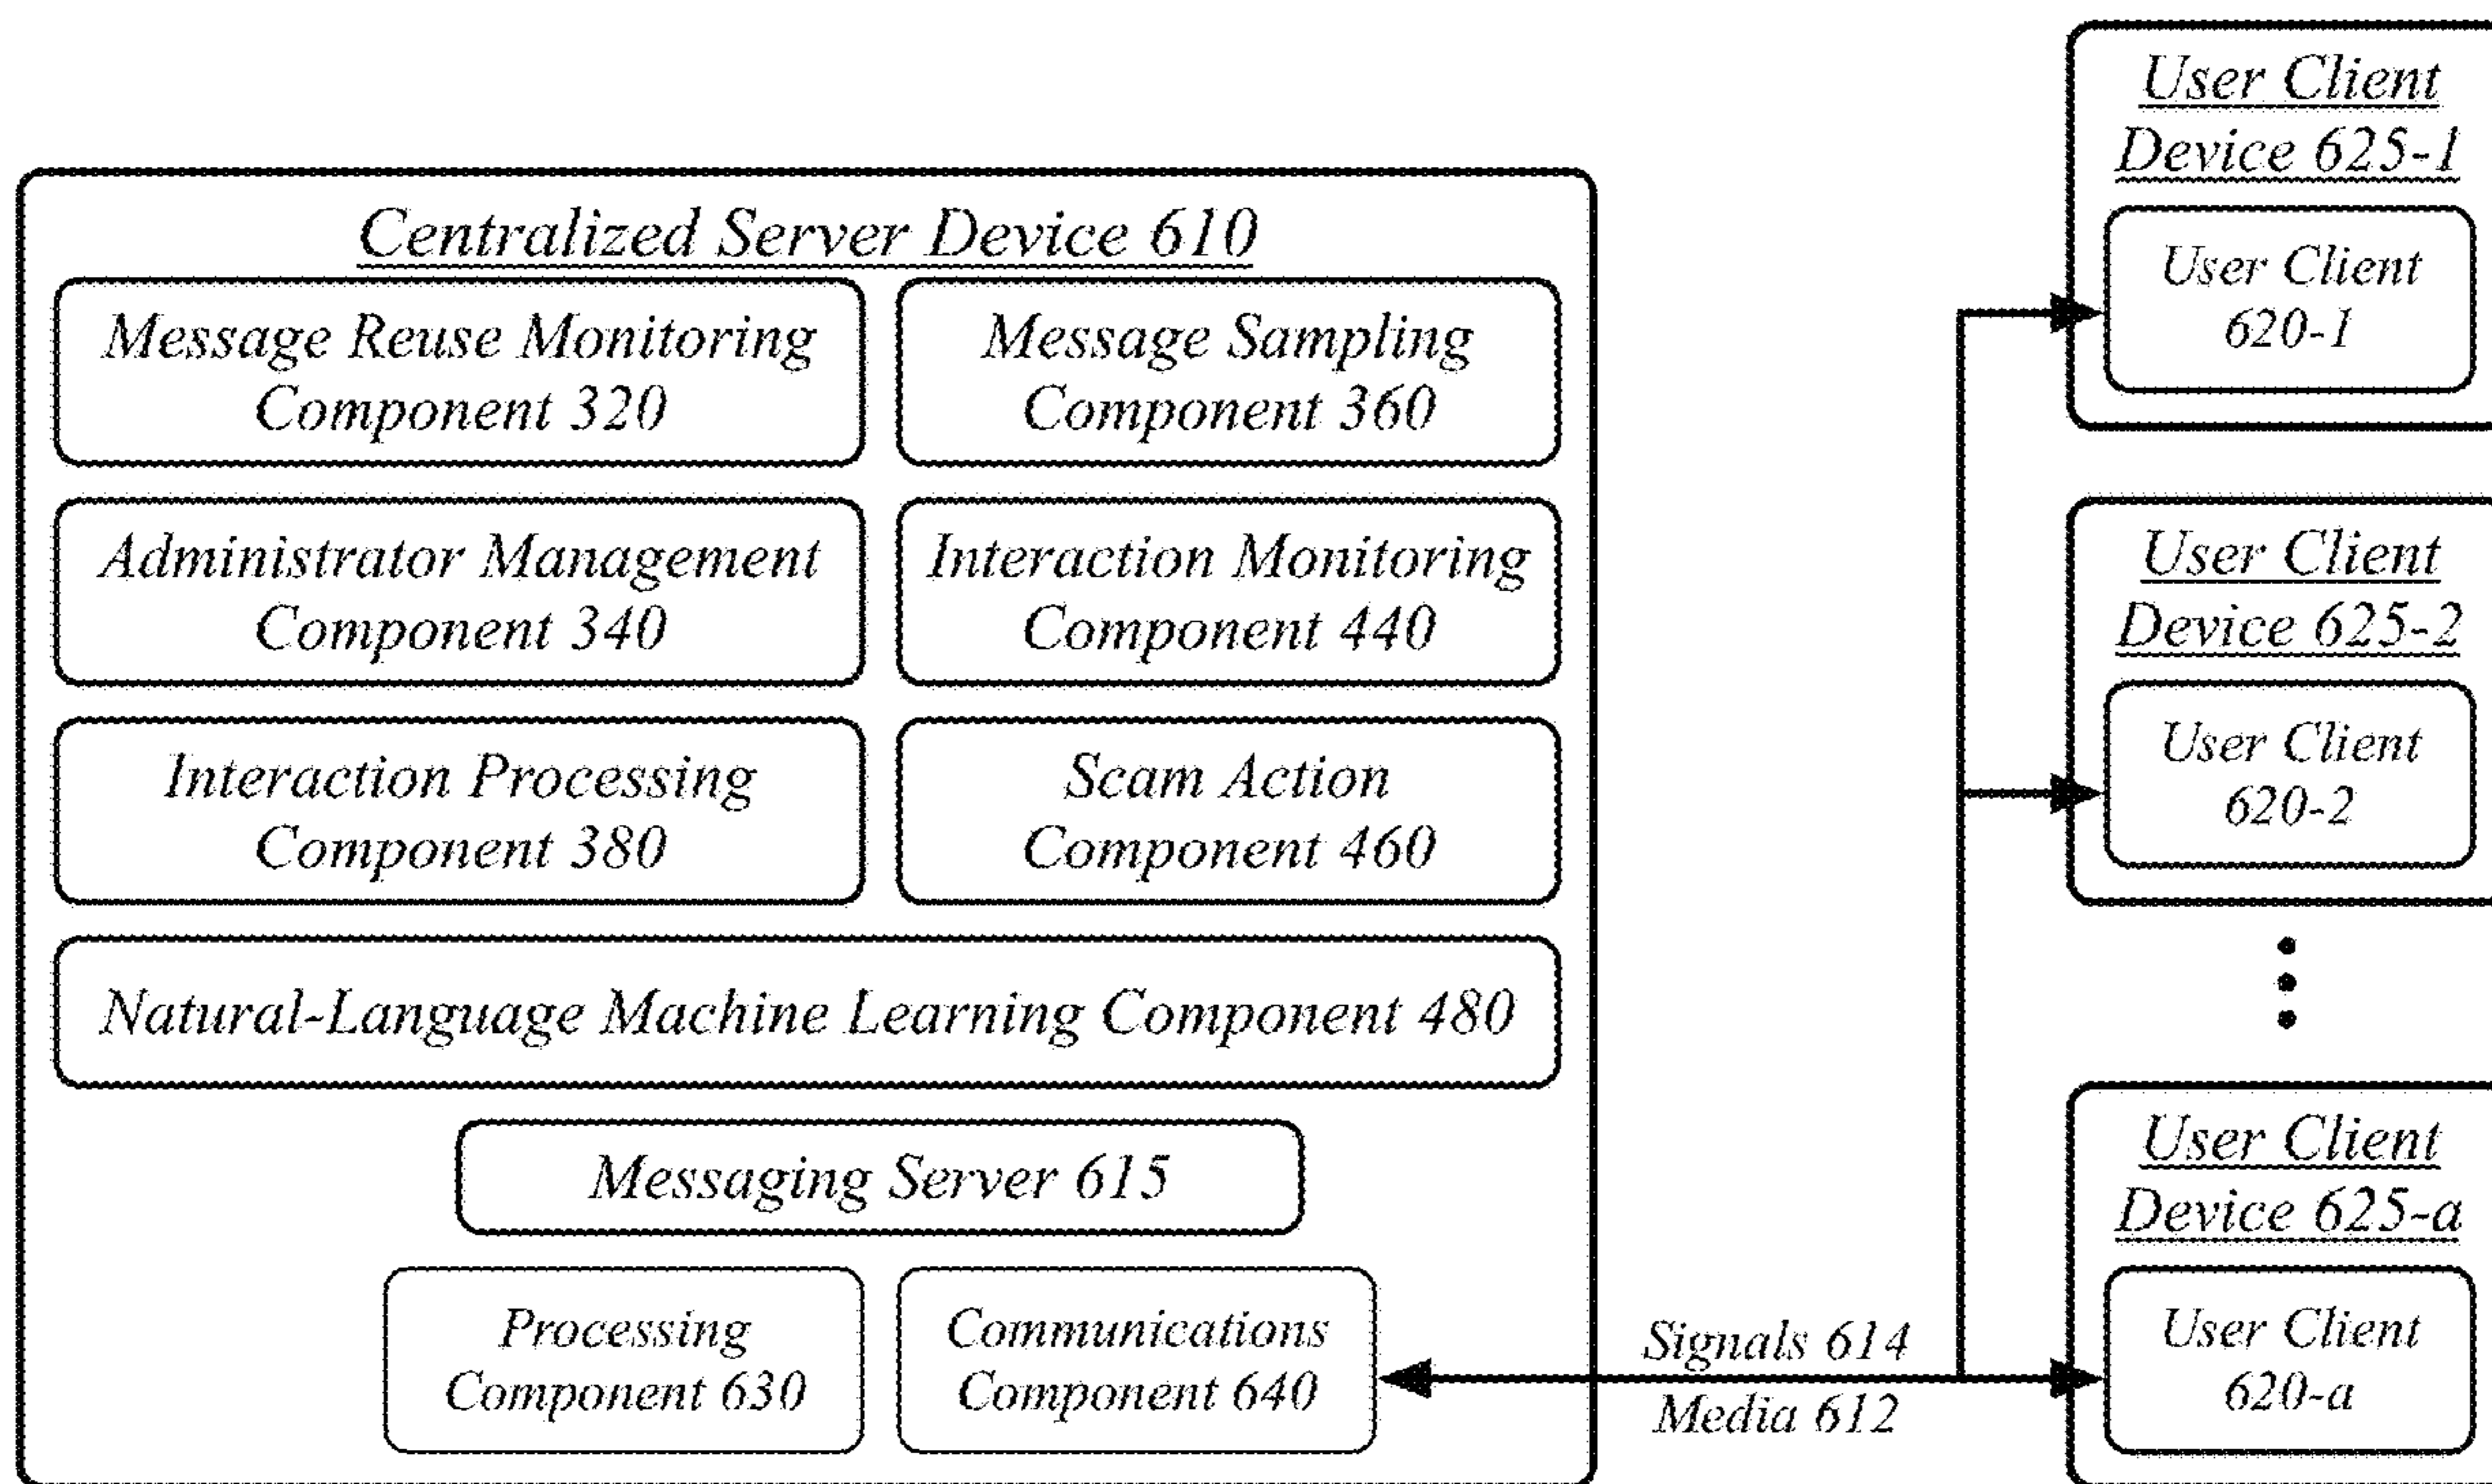 Centralized Server Device 610
Message Reuse Monitoring
Component 320
Message Sampling
Component 360
Administrator Management
Component 340
Interaction Monitoring
Component 440
Interaction Processing
Component 380
Scam Action
Component 460
Natural-Language Machine Learning Component 480
Messaging Server 615
Processing
Component 630
Communications
Component 640
Signals 614
Media 612
User Client
Device 625-1
User Client
620-1
User Client
Device 625-2
User Client
620-2
User Client
Device 625-a
User Client
620-a